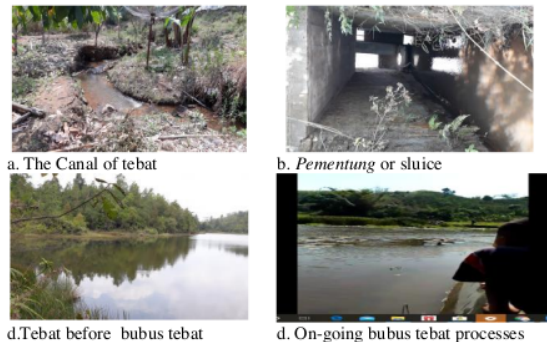 a. The Canal of tebat
b. Pementung or sluice
d.Tebat before bubus tebat
d. On-going bubus tebat processes